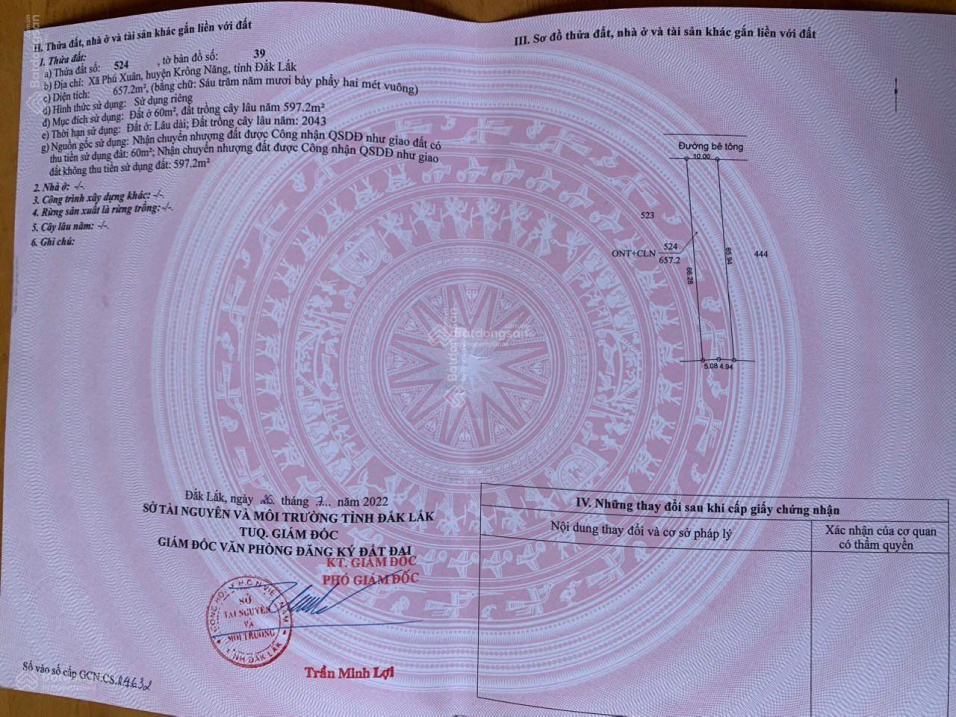 II. Thửa đất, nhà ở và tài sản khác gắn liền với đất
1. Thửa đất:
a) Thửa đất số: 524 , tờ bản đồ số: 39
b) Địa chỉ: Xã Phú Xuân, huyện Krông Năng, tỉnh Đắk Lắk
c) Diện tích: 657.2m², (bằng chữ: Sáu trăm năm mươi bảy phẩy hai mét vuông)
d) Hình thức sử dụng: Sử dụng riêng
đ) Mục đích sử dụng: Đất ở 60m², đất trồng cây lâu năm 597.2m²
e) Thời hạn sử dụng: Đất ở: Lâu dài; Đất trồng cây lâu năm: 2043
g) Nguồn gốc sử dụng: Nhận chuyển nhượng đất được Công nhận QSDĐ như giao đất có
thu tiền sử dụng đất: 60m²; Nhận chuyển nhượng đất được Công nhận QSDĐ như giao
đất không thu tiền sử dụng đất: 597.2m²
2. Nhà ở: -/-
3. Công trình xây dựng khác: -/-
4. Rừng sản xuất là rừng trồng: -/-
5. Cây lâu năm: -/-
6. Ghi chú:
III. Sơ đồ thửa đất, nhà ở và tài sản khác gắn liền với đất
Đường bê tông
10.00
523
ONT+CLN 524
657.2
444
66.28
65.94
5.08 4.94
Batdongsan
Đắk Lắk, ngày 26 tháng 7 năm 2022
SỞ TÀI NGUYÊN VÀ MÔI TRƯỜNG TỈNH ĐẮK LẮK
TUQ. GIÁM ĐỐC
GIÁM ĐỐC VĂN PHÒNG ĐĂNG KÝ ĐẤT ĐAI
KT. GIÁM ĐỐC
PHÓ GIÁM ĐỐC
SỞ
TÀI NGUYÊN
VÀ
MÔI TRƯỜNG
TỈNH ĐẮK LẮK
Trần Minh Lợi
Số vào sổ cấp GCN:CS.
IV. Những thay đổi sau khi cấp giấy chứng nhận
Nội dung thay đổi và cơ sở pháp lý
Xác nhận của cơ quan
có thẩm quyền